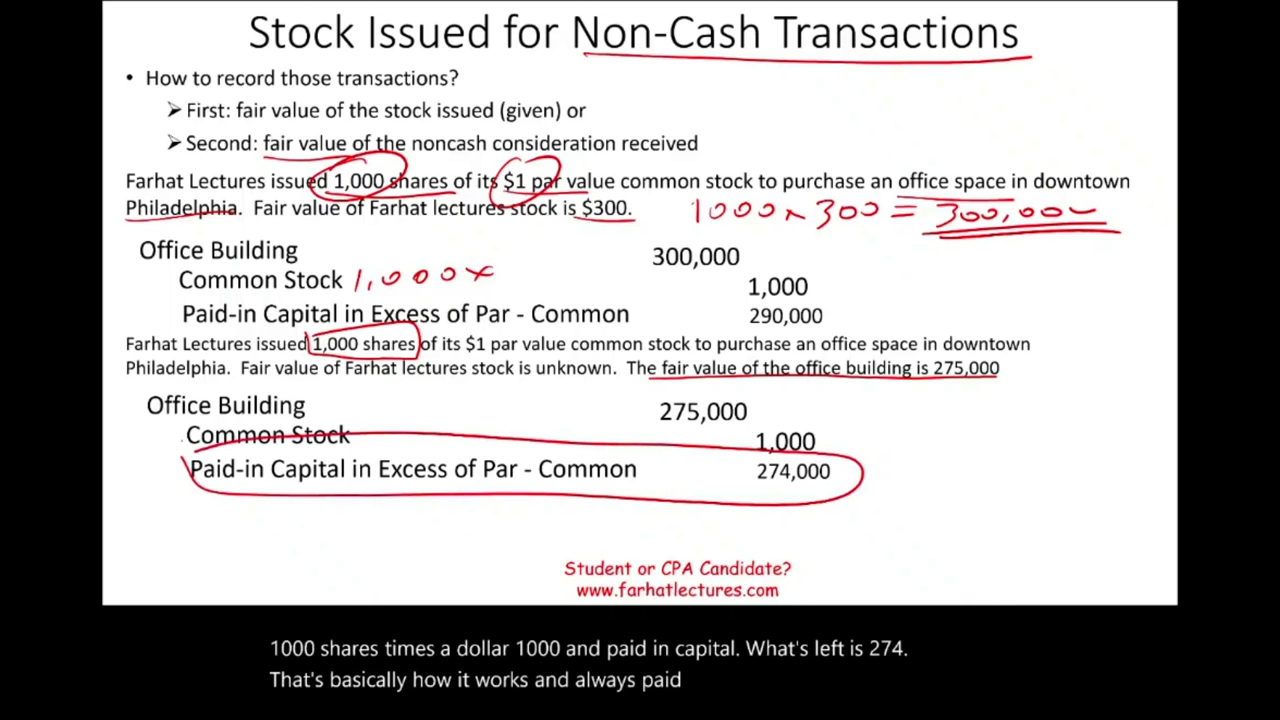 Stock Issued for Non-Cash Transactions
• How to record those transactions?
➤ First: fair value of the stock issued (given) or
➤ Second: fair value of the noncash consideration received
Farhat Lectures issued 1,000 shares of its $1 par value common stock to purchase an office space in downtown
Philadelphia. Fair value of Farhat lectures stock is $300. 1000 x 300 = 300,000
Office Building 300,000
Common Stock 1,000x 1,000
Paid-in Capital in Excess of Par - Common 290,000
Farhat Lectures issued 1,000 shares of its $1 par value common stock to purchase an office space in downtown
Philadelphia. Fair value of Farhat lectures stock is unknown. The fair value of the office building is 275,000
Office Building 275,000
Common Stock 1,000
Paid-in Capital in Excess of Par - Common 274,000
Student or CPA Candidate?
www.farhatlectures.com
1000 shares times a dollar 1000 and paid in capital. What's left is 274.
That's basically how it works and always paid